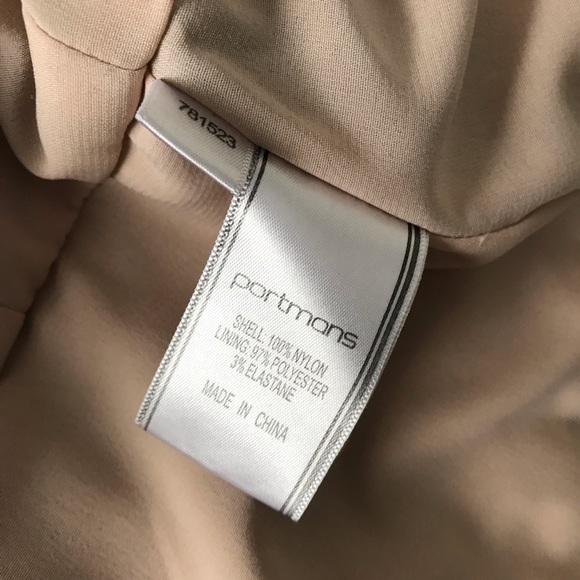 781523
portmans
SHELL: 100% NYLON
LINING: 97% POLYESTER
3% ELASTANE
MADE IN CHINA